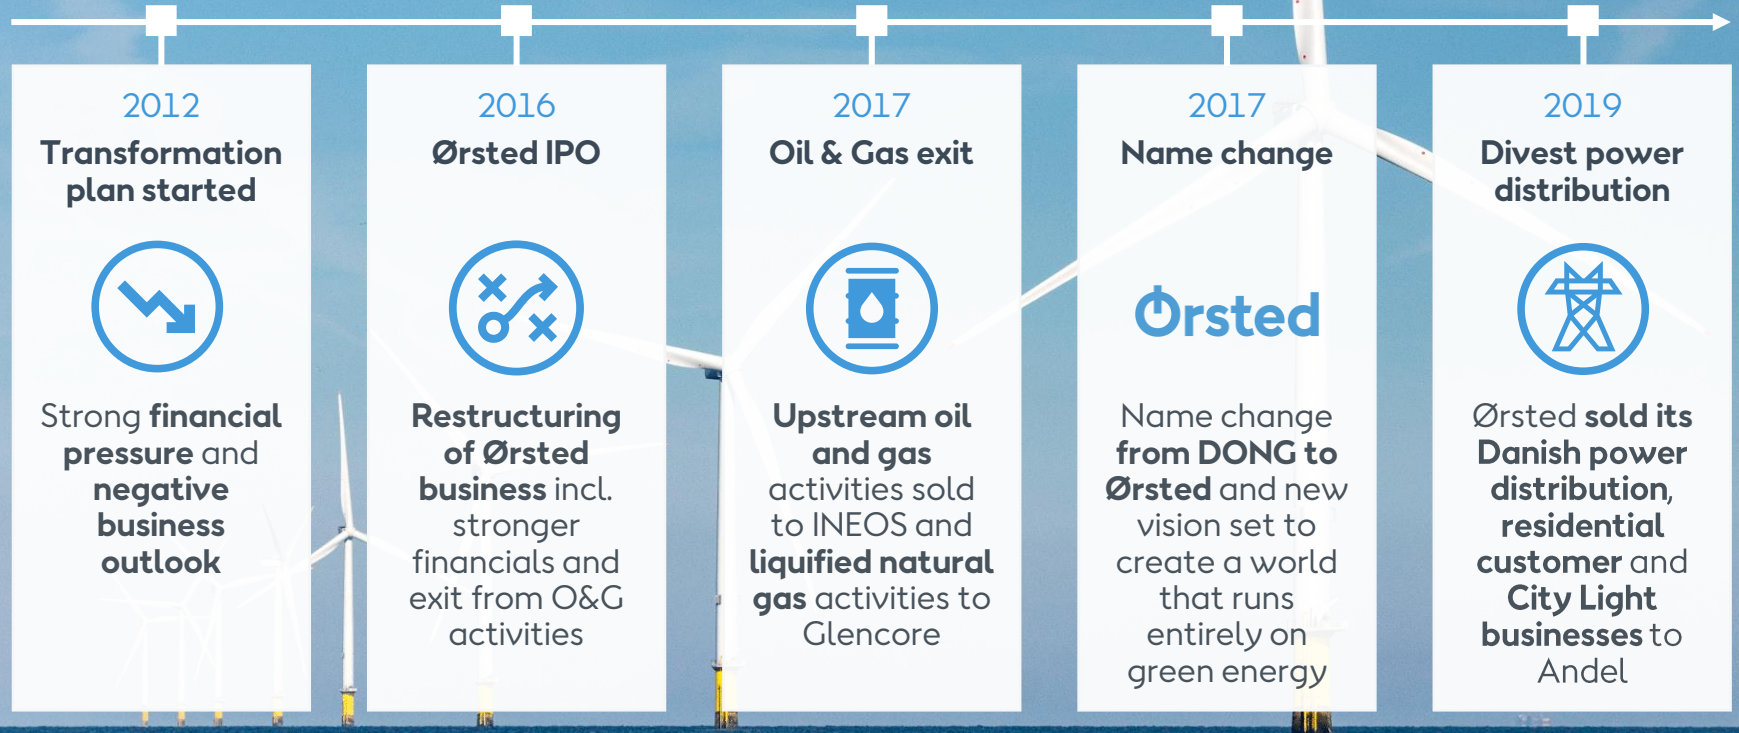 2012
Transformation
plan started
Strong financial
pressure and
negative
business
outlook
2016
Ørsted IPO
Restructuring
of Ørsted
business incl.
stronger
financials and
exit from O&G
activities
2017
Oil & Gas exit
Upstream oil
and gas
activities sold
to INEOS and
liquified natural
gas activities to
Glencore
2017
Name change
Ørsted
Name change
from DONG to
Ørsted and new
vision set to
create a world
that runs
entirely on
green energy
2019
Divest power
distribution
Ørsted sold its
Danish power
distribution,
residential
customer and
City Light
businesses to
Andel